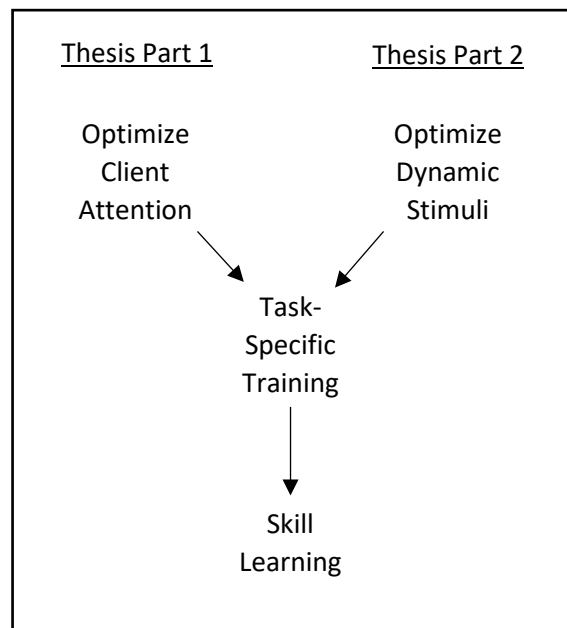 Thesis Part 1
Thesis Part 2
Optimize
Client
Attention
Optimize
Dynamic
Stimuli
Task-
Specific
Training
Skill
Learning